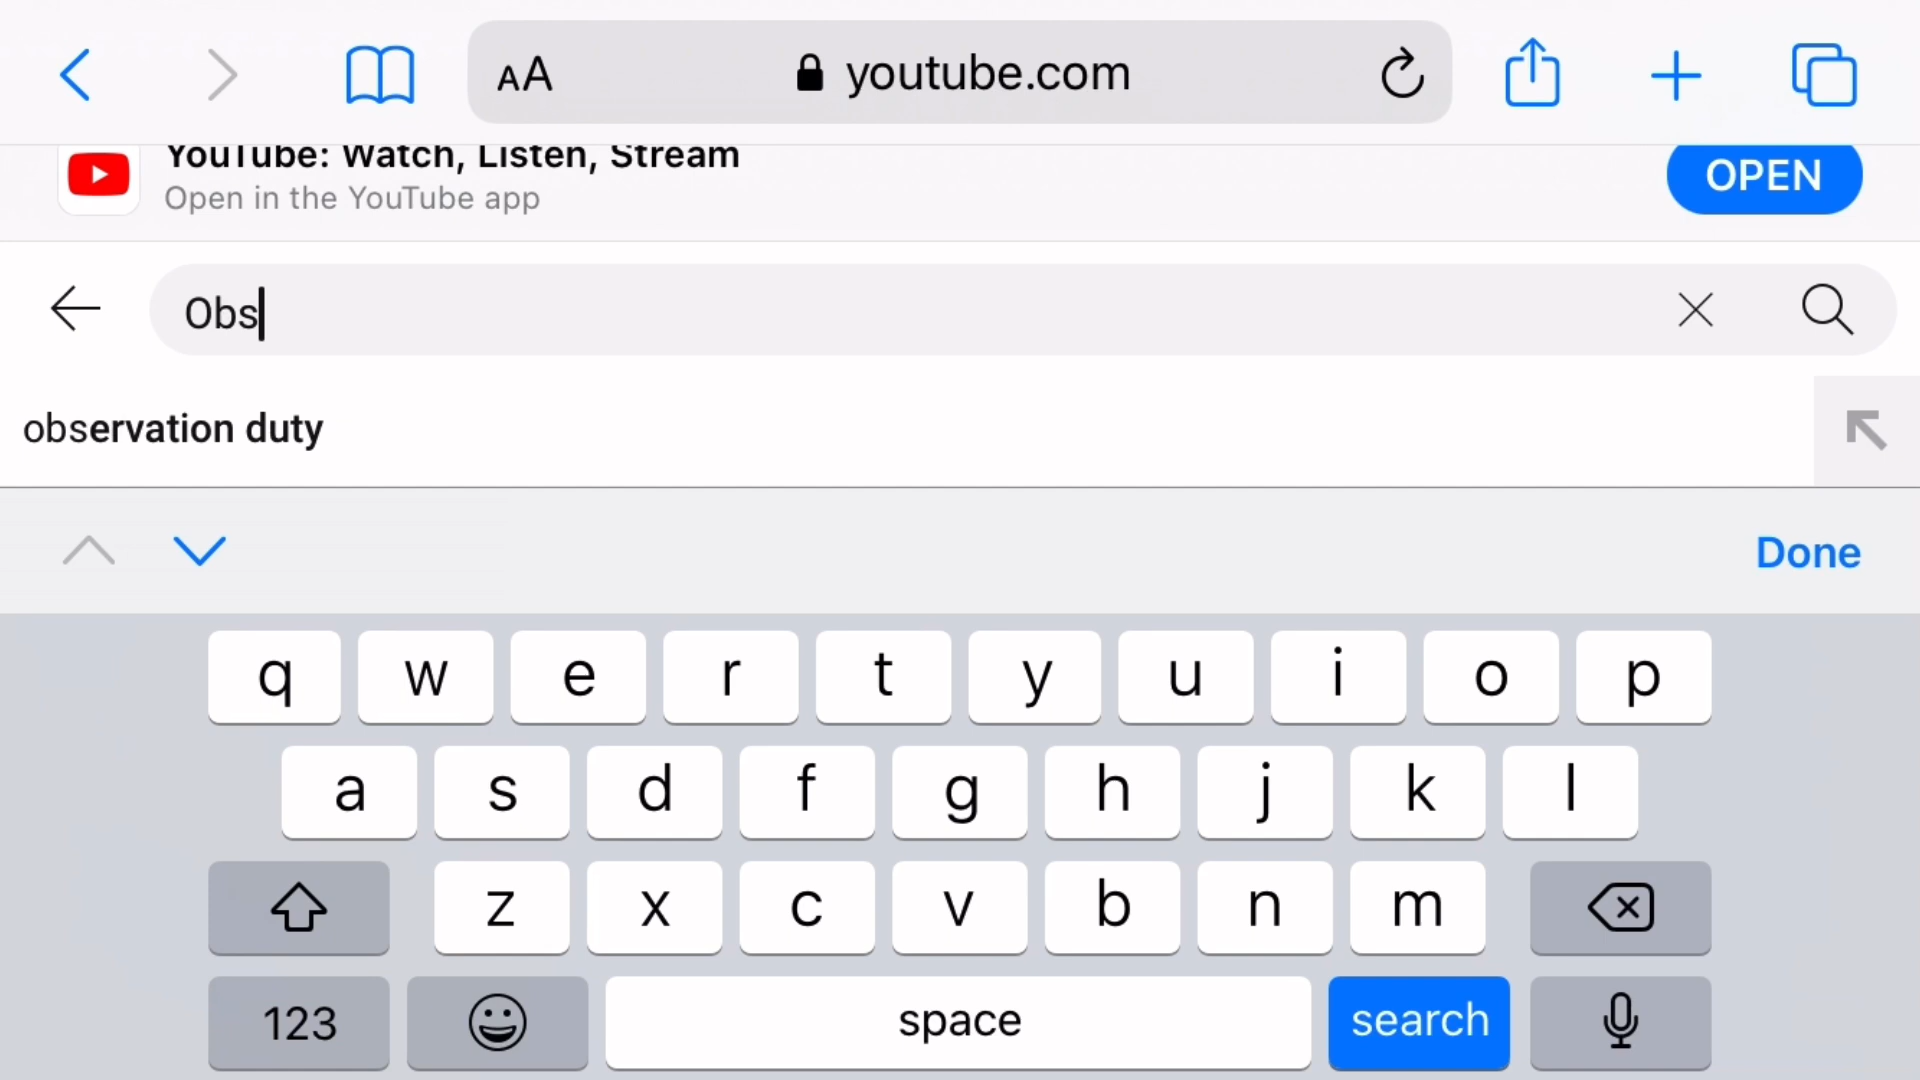 AA youtube.com
YouTube: Watch, Listen, Stream
Open in the YouTube app
OPEN
Obs
observation duty
Done
q w e r t y u i o p
a s d f g h j k l
z x c v b n m
123 space search